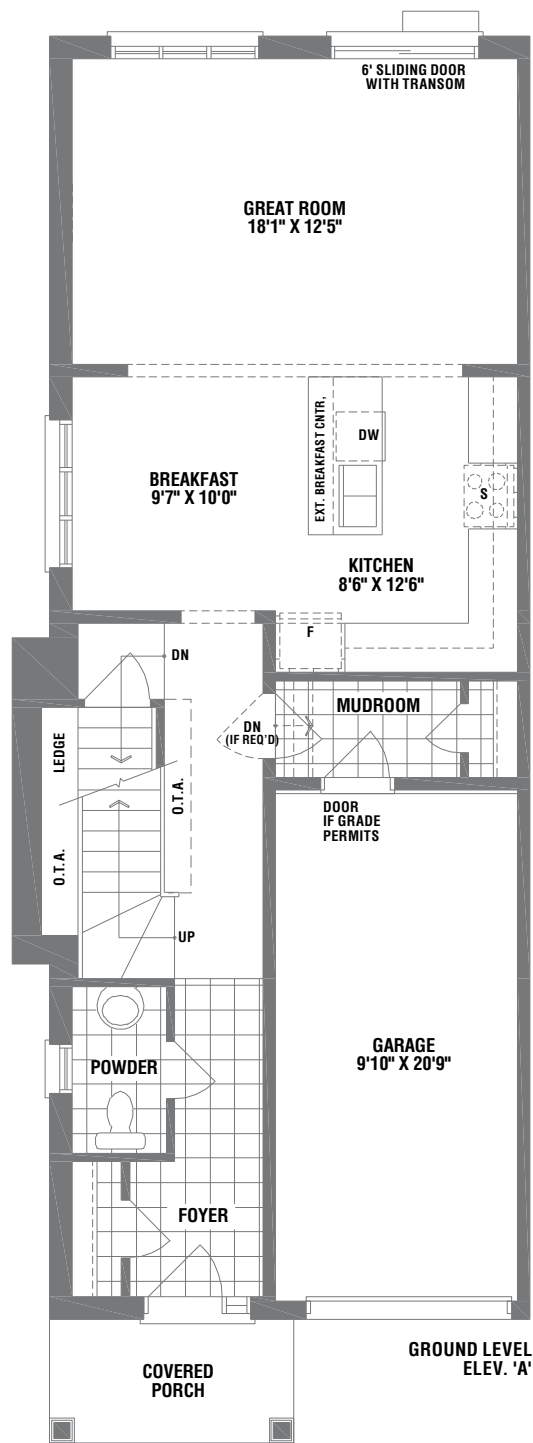 6' SLIDING DOOR
WITH TRANSOM
GREAT ROOM
18'1" X 12'5"
EXT. BREAKFAST CNTR,
DW
BREAKFAST
9'7" X 10'0"
S
KITCHEN
8'6" X 12'6"
F
DN
MUDROOM
DN
(IF REQ'D)
LEDGE
O.T.A.
O.T.A.
DOOR
IF GRADE
PERMITS
UP
GARAGE
9'10" X 20'9"
POWDER
FOYER
GROUND LEVEL
ELEV. 'A'
COVERED
PORCH